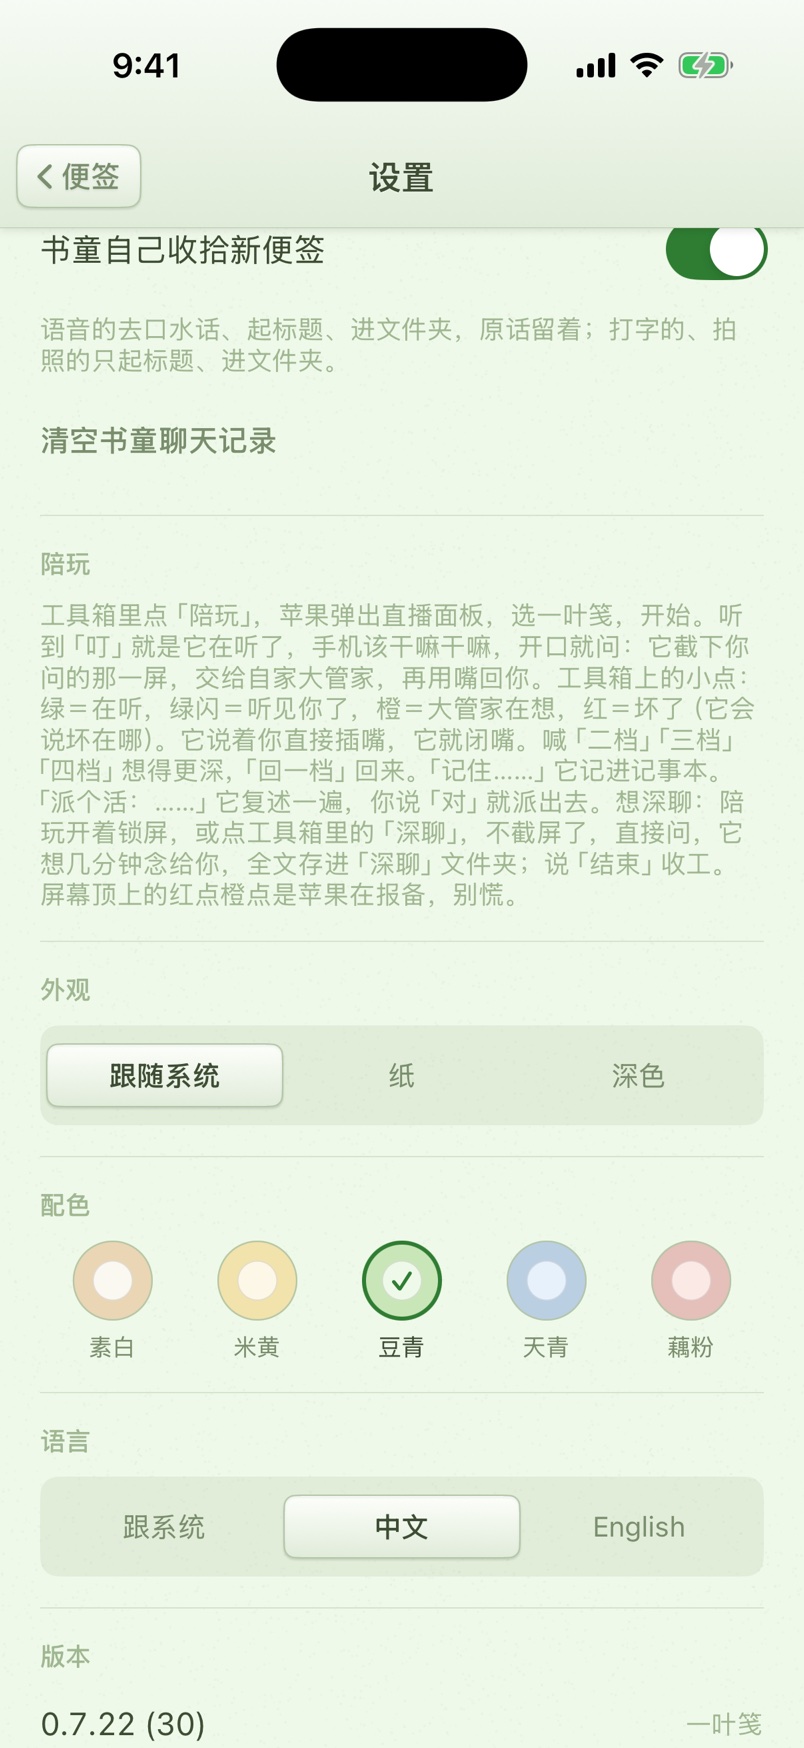 9:41
便签
设置
书童自己收拾新便签
语音的去口水话、起标题、进文件夹，原话留着；打字的、拍
照的只起标题、进文件夹。
清空书童聊天记录
陪玩
工具箱里点「陪玩」，苹果弹出直播面板，选一叶笺，开始。听
到「叮」就是它在听了，手机该干嘛干嘛，开口就问：它截下你
问的那一屏，交给自家大管家，再用嘴回你。工具箱上的小点：
绿＝在听，绿闪＝听见你了，橙＝大管家在想，红＝坏了（它会
说坏在哪）。它说着你直接插嘴，它就闭嘴。喊「二档」「三档」
「四档」想得更深，「回一档」回来。「记住……」它记进记事本。
「派个活：……」它复述一遍，你说「对」就派出去。想深聊：陪
玩开着锁屏，或点工具箱里的「深聊」，不截屏了，直接问，它
想几分钟念给你，全文存进「深聊」文件夹；说「结束」收工。
屏幕顶上的红点橙点是苹果在报备，别慌。
外观
跟随系统 纸 深色
配色
素白 米黄 豆青 天青 藕粉
语言
跟系统 中文 English
版本
0.7.22 (30) 一叶笺